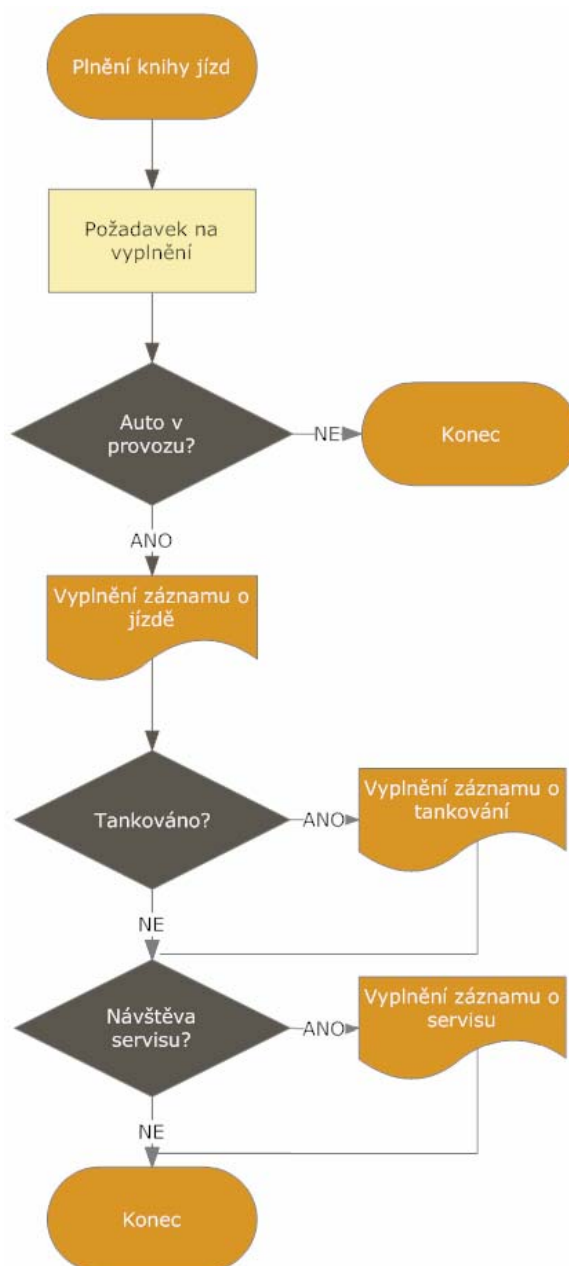 Plnění knihy jízd
Požadavek na
vyplnění
Auto v
provozu?
NE
Konec
ANO
Vyplnění záznamu o
jízdě
Tankováno?
ANO
Vyplnění záznamu o
tankování
NE
Návštěva
servisu?
ANO
Vyplnění záznamu o
servisu
NE
Konec